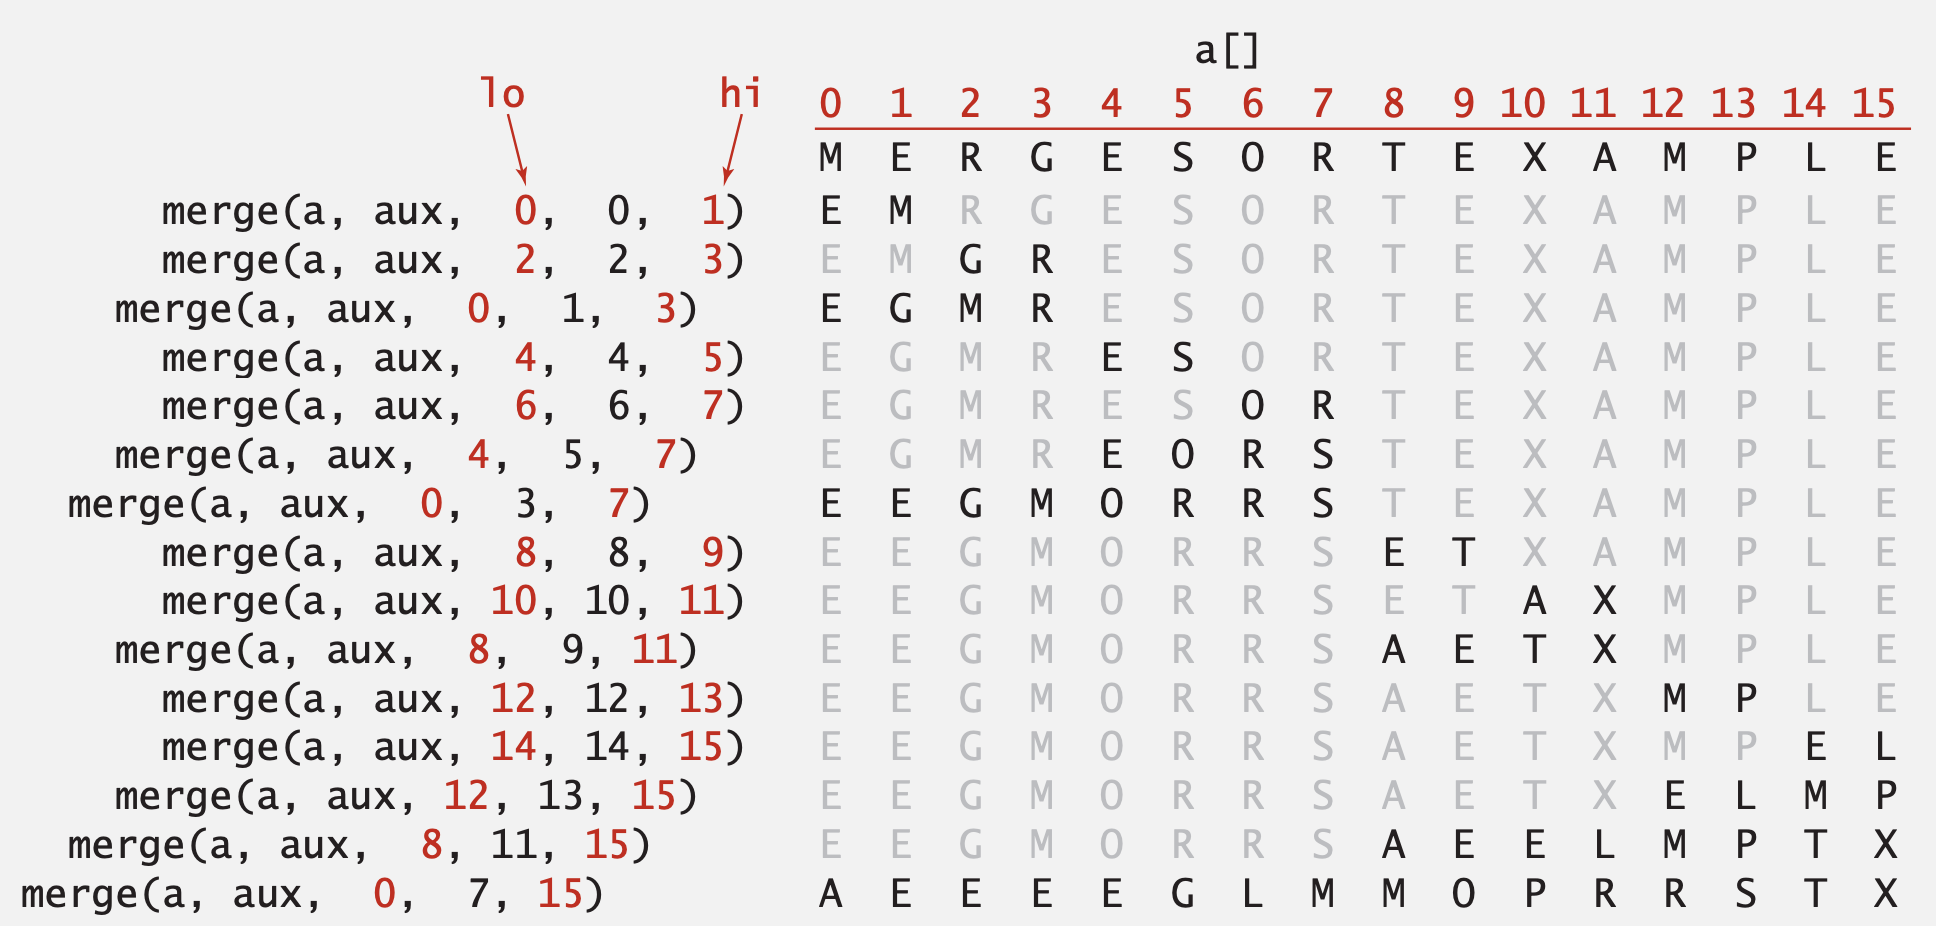 a[]
lo hi 0 1 2 3 4 5 6 7 8 9 10 11 12 13 14 15
M E R G E S O R T E X A M P L E
merge(a, aux, 0, 0, 1) E M R G E S O R T E X A M P L E
merge(a, aux, 2, 2, 3) E M G R E S O R T E X A M P L E
merge(a, aux, 0, 1, 3) E G M R E S O R T E X A M P L E
merge(a, aux, 4, 4, 5) E G M R E S O R T E X A M P L E
merge(a, aux, 6, 6, 7) E G M R E S O R T E X A M P L E
merge(a, aux, 4, 5, 7) E G M R E O R S T E X A M P L E
merge(a, aux, 0, 3, 7) E E G M O R R S T E X A M P L E
merge(a, aux, 8, 8, 9) E E G M O R R S E T X A M P L E
merge(a, aux, 10, 10, 11) E E G M O R R S E T A X M P L E
merge(a, aux, 8, 9, 11) E E G M O R R S A E T X M P L E
merge(a, aux, 12, 12, 13) E E G M O R R S A E T X M P L E
merge(a, aux, 14, 14, 15) E E G M O R R S A E T X M P E L
merge(a, aux, 12, 13, 15) E E G M O R R S A E T X E L M P
merge(a, aux, 8, 11, 15) E E G M O R R S A E E L M P T X
merge(a, aux, 0, 7, 15) A E E E E G L M M O P R R S T X